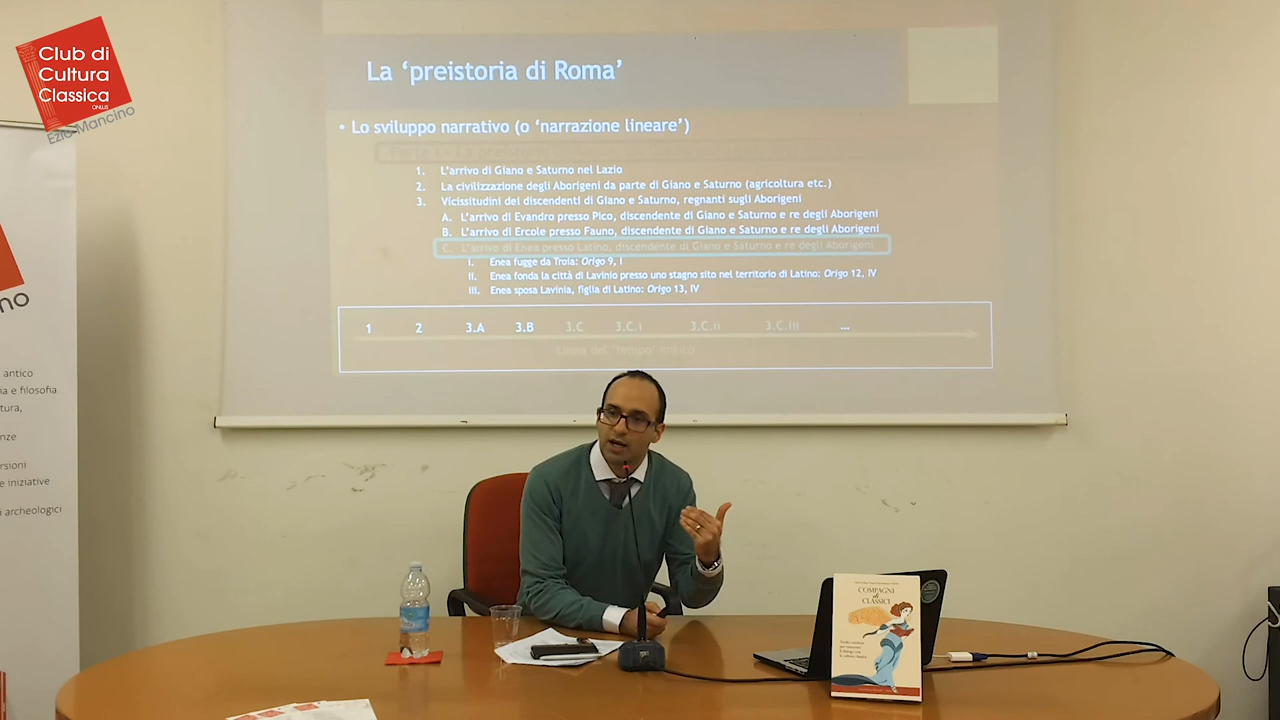 Club di
Cultura
Classica
ONLUS
Ezio Mancino
La ‘preistoria di Roma’
• Lo sviluppo narrativo (o ‘narrazione lineare’)
1. L’arrivo di Giano e Saturno nel Lazio
2. La civilizzazione degli Aborigeni da parte di Giano e Saturno (agricoltura etc.)
3. Vicissitudini dei discendenti di Giano e Saturno, regnanti sugli Aborigeni
A. L’arrivo di Evandro presso Pico, discendente di Giano e Saturno e re degli Aborigeni
B. L’arrivo di Ercole presso Fauno, discendente di Giano e Saturno e re degli Aborigeni
C. L’arrivo di Enea presso Latino, discendente di Giano e Saturno e re degli Aborigeni
i. Enea fugge da Troia: Origo 9, I
ii. Enea fonda la città di Lavinio presso uno stagno sito nel territorio di Latino: Origo 12, IV
iii. Enea sposa Lavinia, figlia di Latino: Origo 13, IV
1 2 3.A 3.B 3.C 3.C.i 3.C.ii 3.C.iii ...
Linea del ‘tempo’ mitico
no
antico
ia e filosofia
tura,
nze
rsioni
e iniziative
i archeologici
COMPAGNI
di
CLASSICI